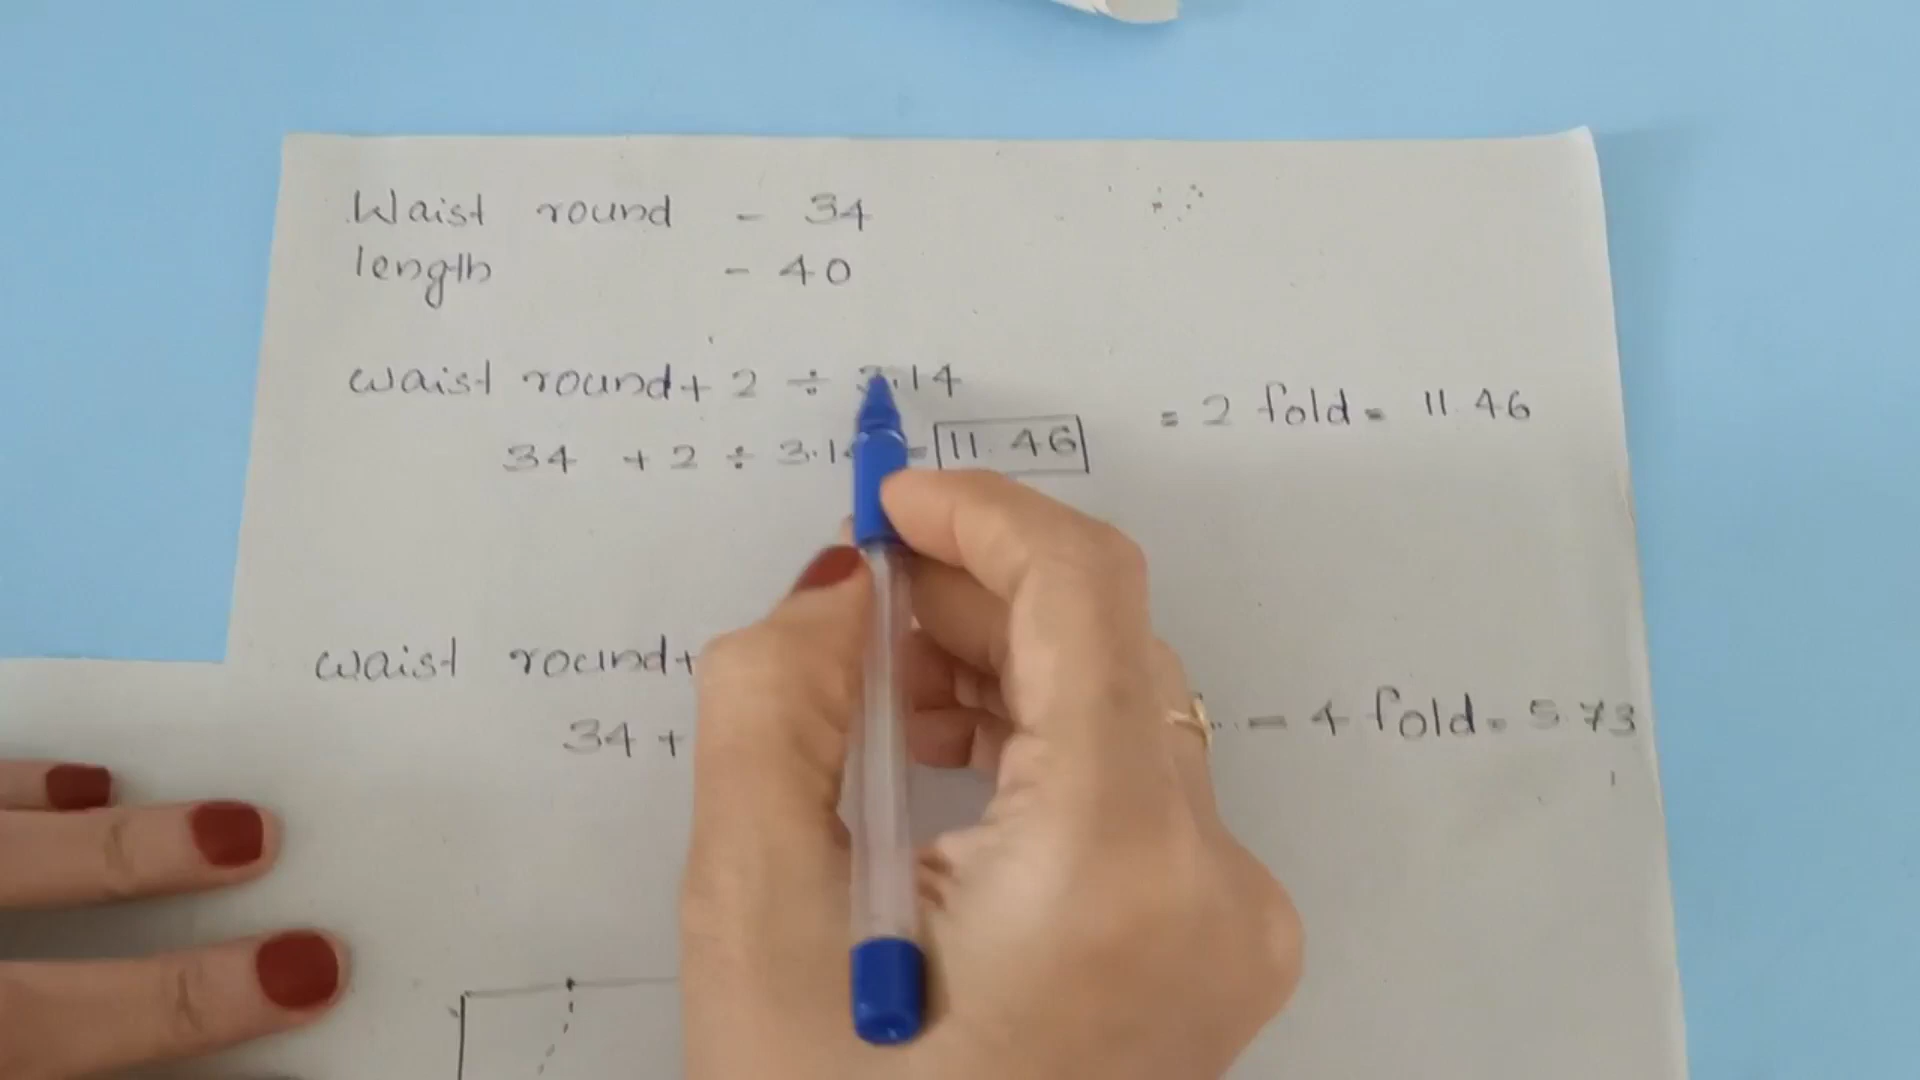 Waist round - 34
length - 40
waist round + 2 ÷ 3.14
34 + 2 ÷ 3.14 = 11.46
= 2 fold = 11.46
waist round +
34 +
= 4 fold = 5.73